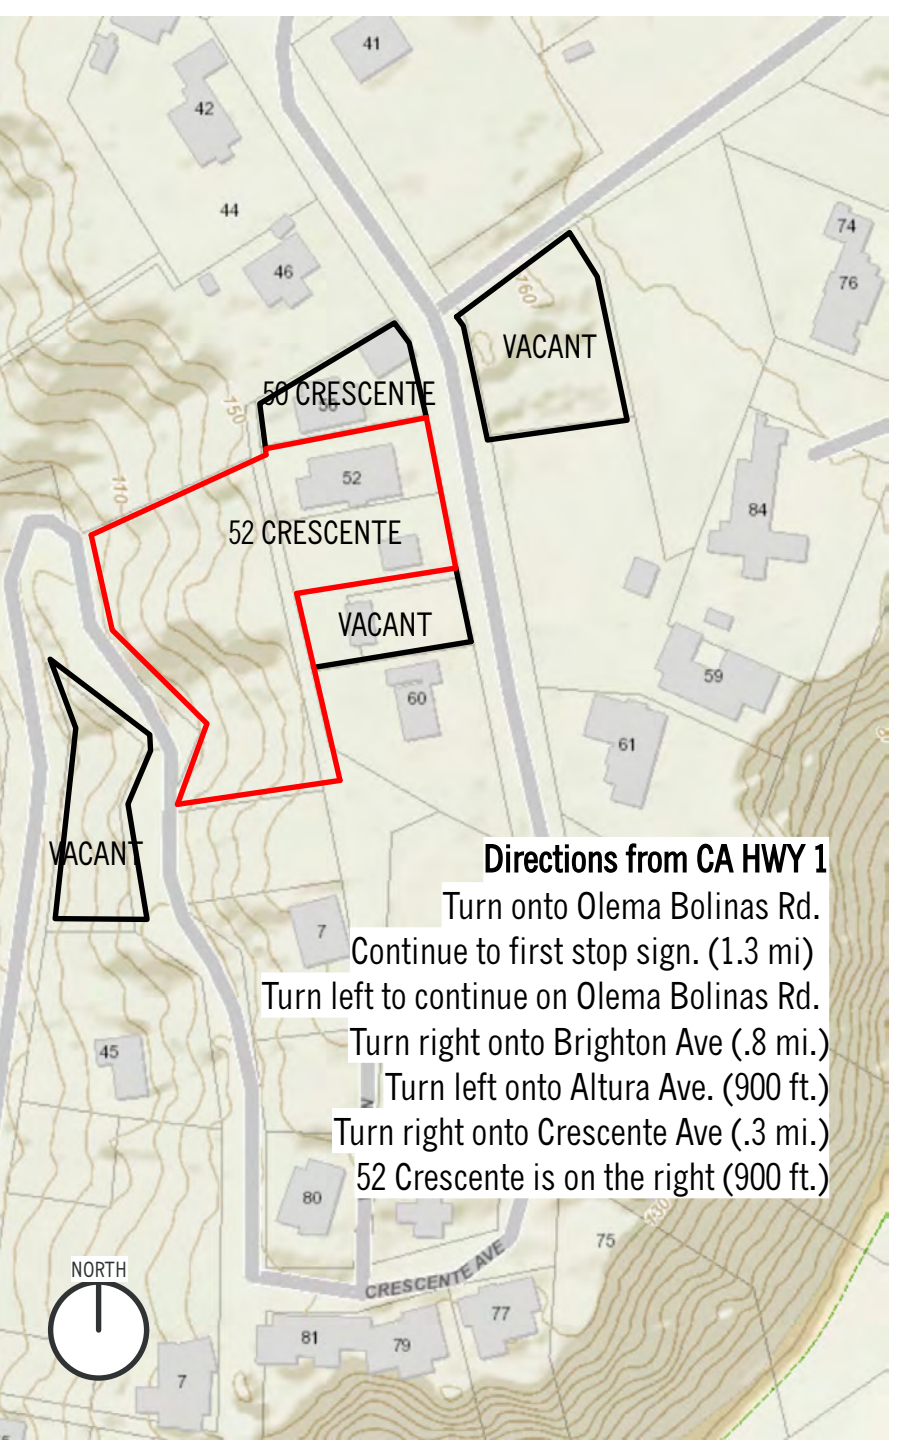 41
42
44
74
46
76
160
VACANT
50 CRESCENTE
150
52
110
84
52 CRESCENTE
VACANT
59
60
61
VACANT
Directions from CA HWY 1
Turn onto Olema Bolinas Rd.
7
Continue to first stop sign. (1.3 mi)
Turn left to continue on Olema Bolinas Rd.
Turn right onto Brighton Ave (.8 mi.)
45
Turn left onto Altura Ave. (900 ft.)
Turn right onto Crescente Ave (.3 mi.)
52 Crescente is on the right (900 ft.)
80
130
75
NORTH
CRESCENTE AVE
77
81
79
7